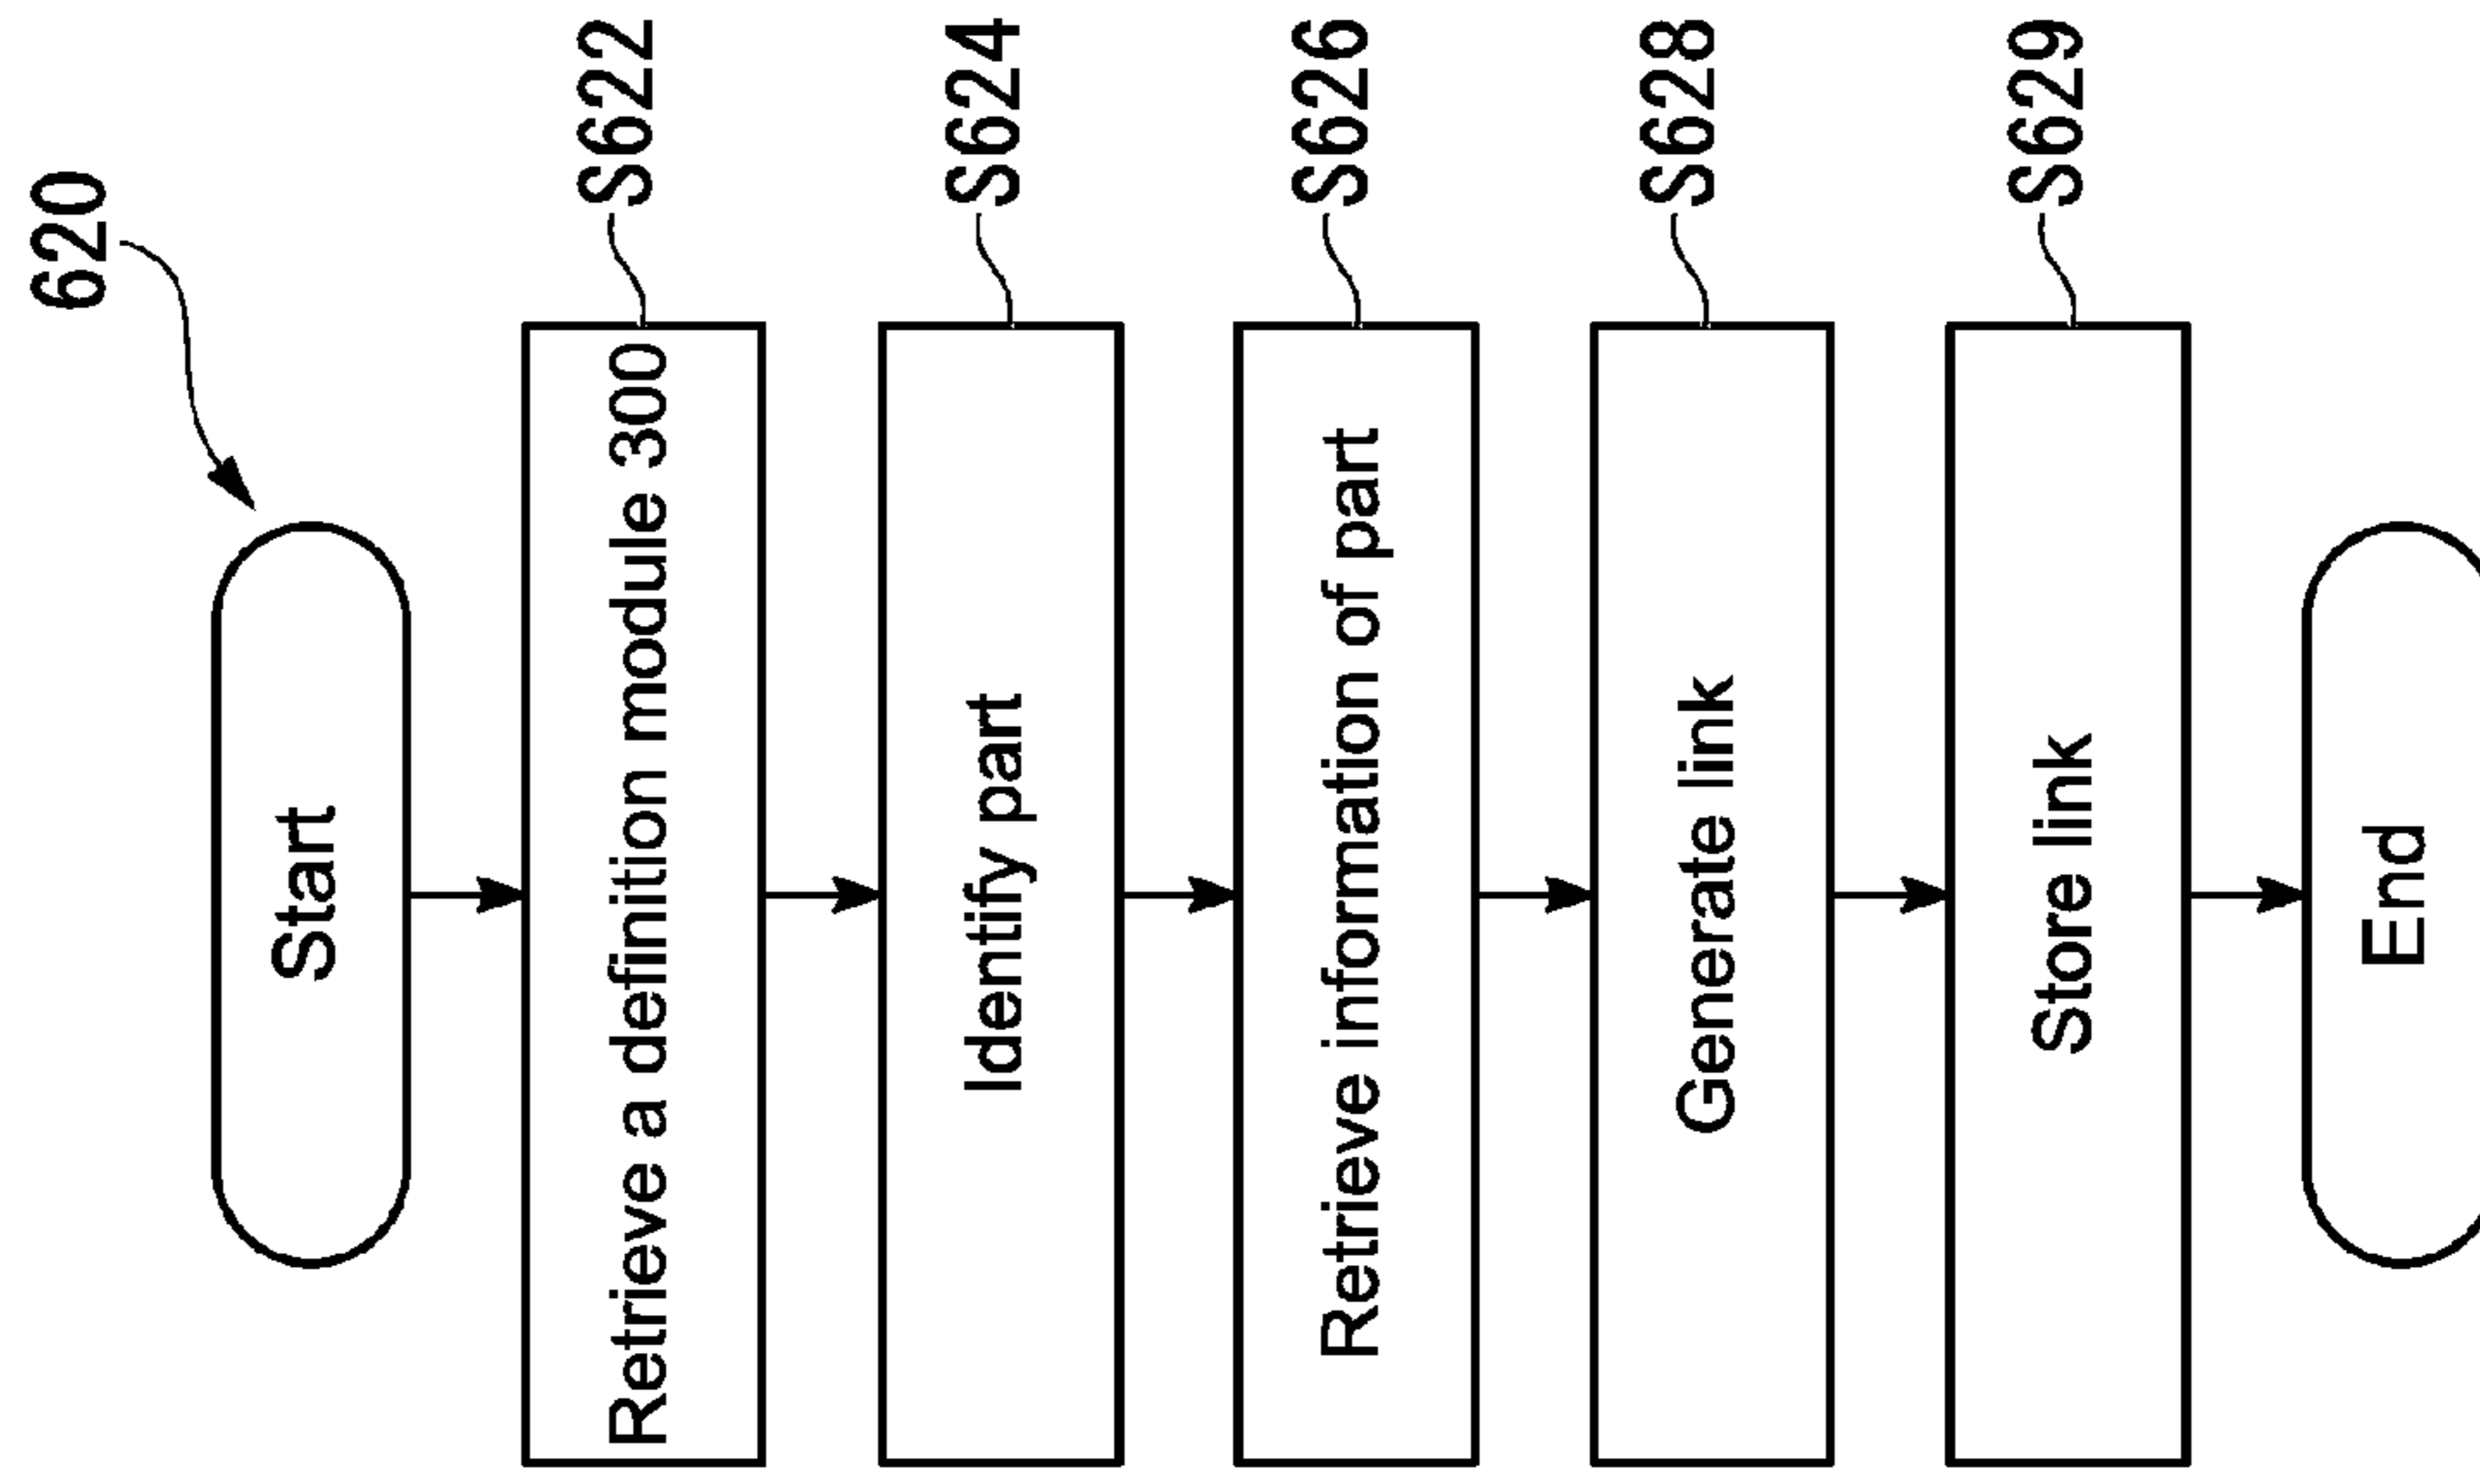 620
Start
Retrieve a definition module 300
S622
Identify part
S624
Retrieve information of part
S626
Generate link
S628
Store link
S629
End